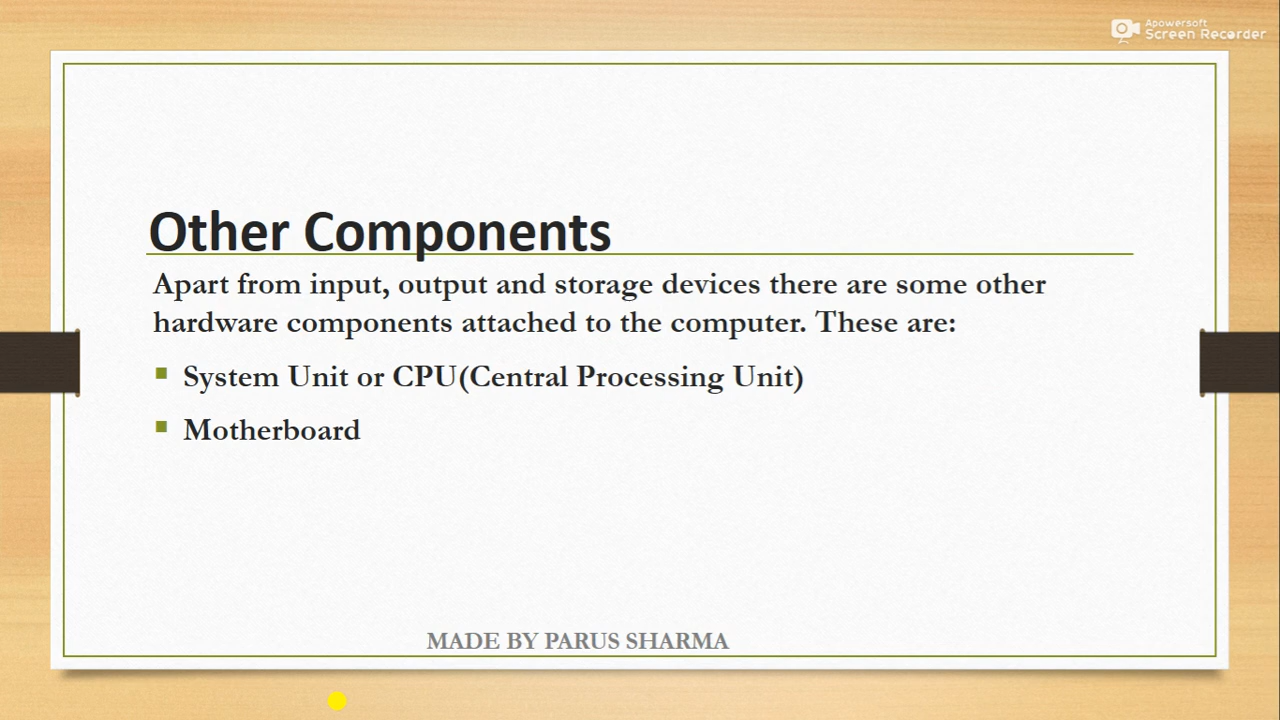 Apowersoft
Screen Recorder
Other Components
Apart from input, output and storage devices there are some other
hardware components attached to the computer. These are:
System Unit or CPU(Central Processing Unit)
Motherboard
MADE BY PARUS SHARMA